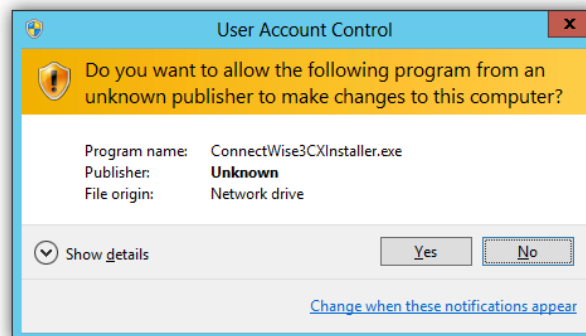 User Account Control
x
Do you want to allow the following program from an
unknown publisher to make changes to this computer?
Program name: ConnectWise3CXInstaller.exe
Publisher: Unknown
File origin: Network drive
Show details Yes No
Change when these notifications appear